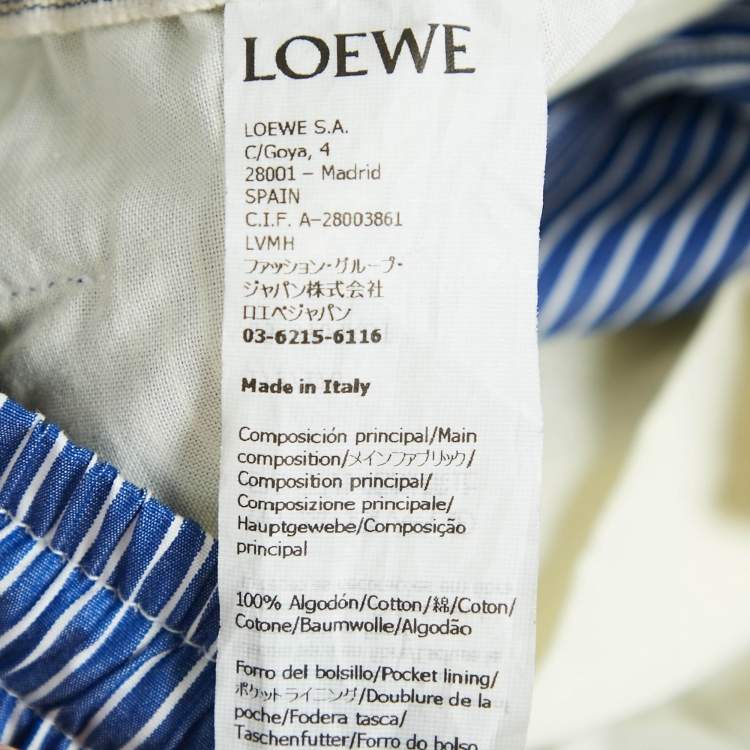 LOEWE
LOEWE S.A.
C/Goya, 4
28001 – Madrid
SPAIN
C.I.F. A-28003861
LVMH
ファッション・グループ・
ジャパン株式会社
ロエベジャパン
03-6215-6116
Made in Italy
Composición principal/Main
composition/メインファブリック/
Composition principal/
Composizione principale/
Hauptgewebe/Composição
principal
100% Algodón/Cotton/綿/Coton/
Cotone/Baumwolle/Algodão
Forro del bolsillo/Pocket lining/
ポケットライニング/Doublure de la
poche/Fodera tasca/
Taschenfutter/Forro do bolso